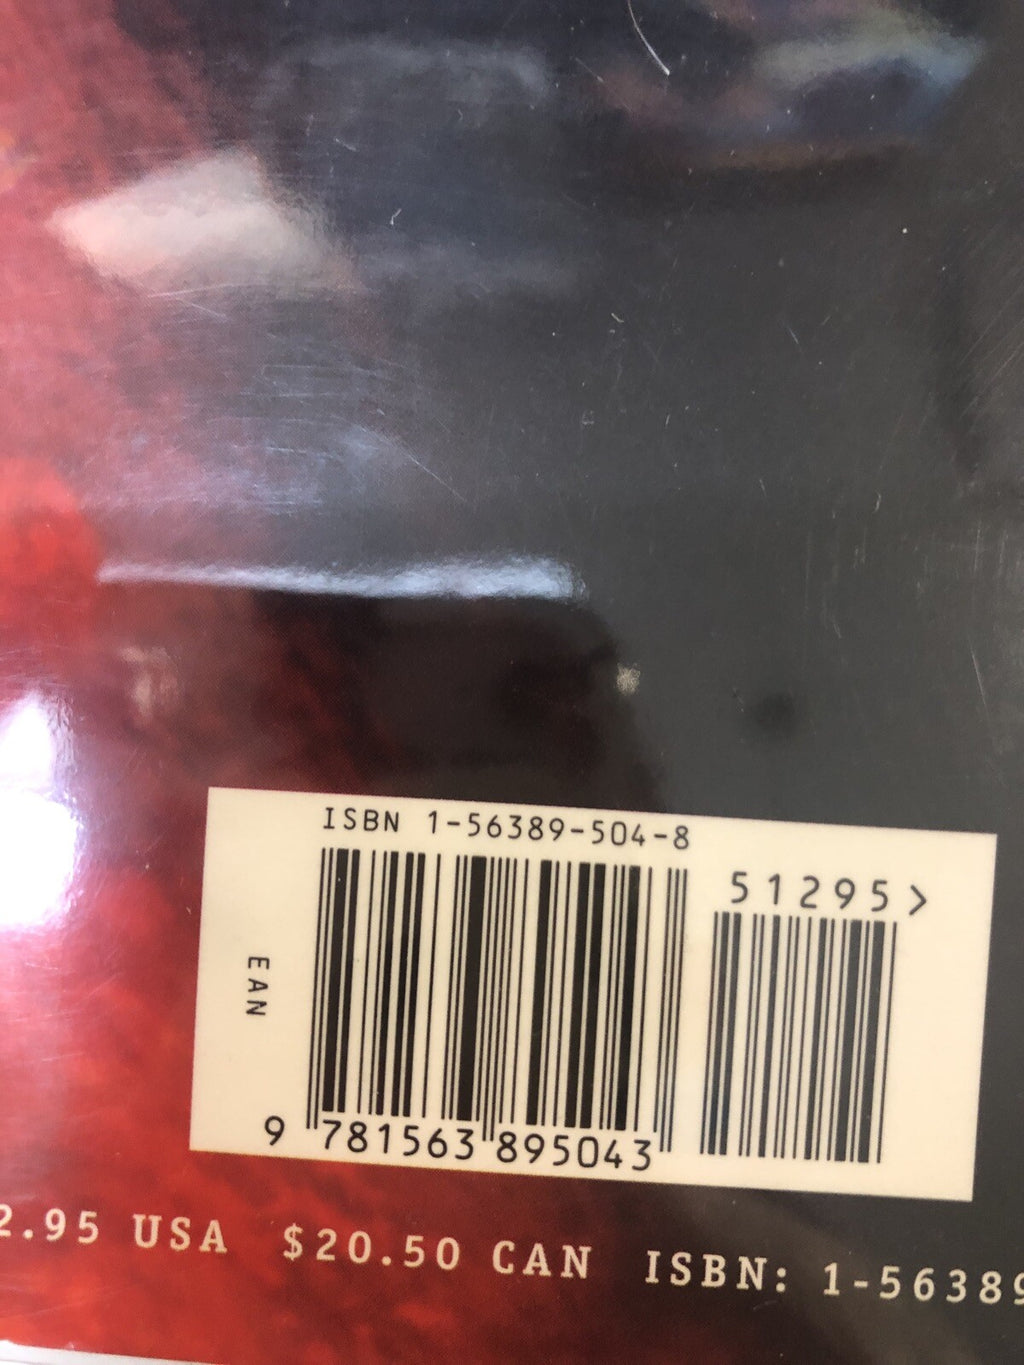 ISBN 1-56389-504-8
51295>
EAN
9 781563 895043
2.95 USA $20.50 CAN ISBN: 1-56389